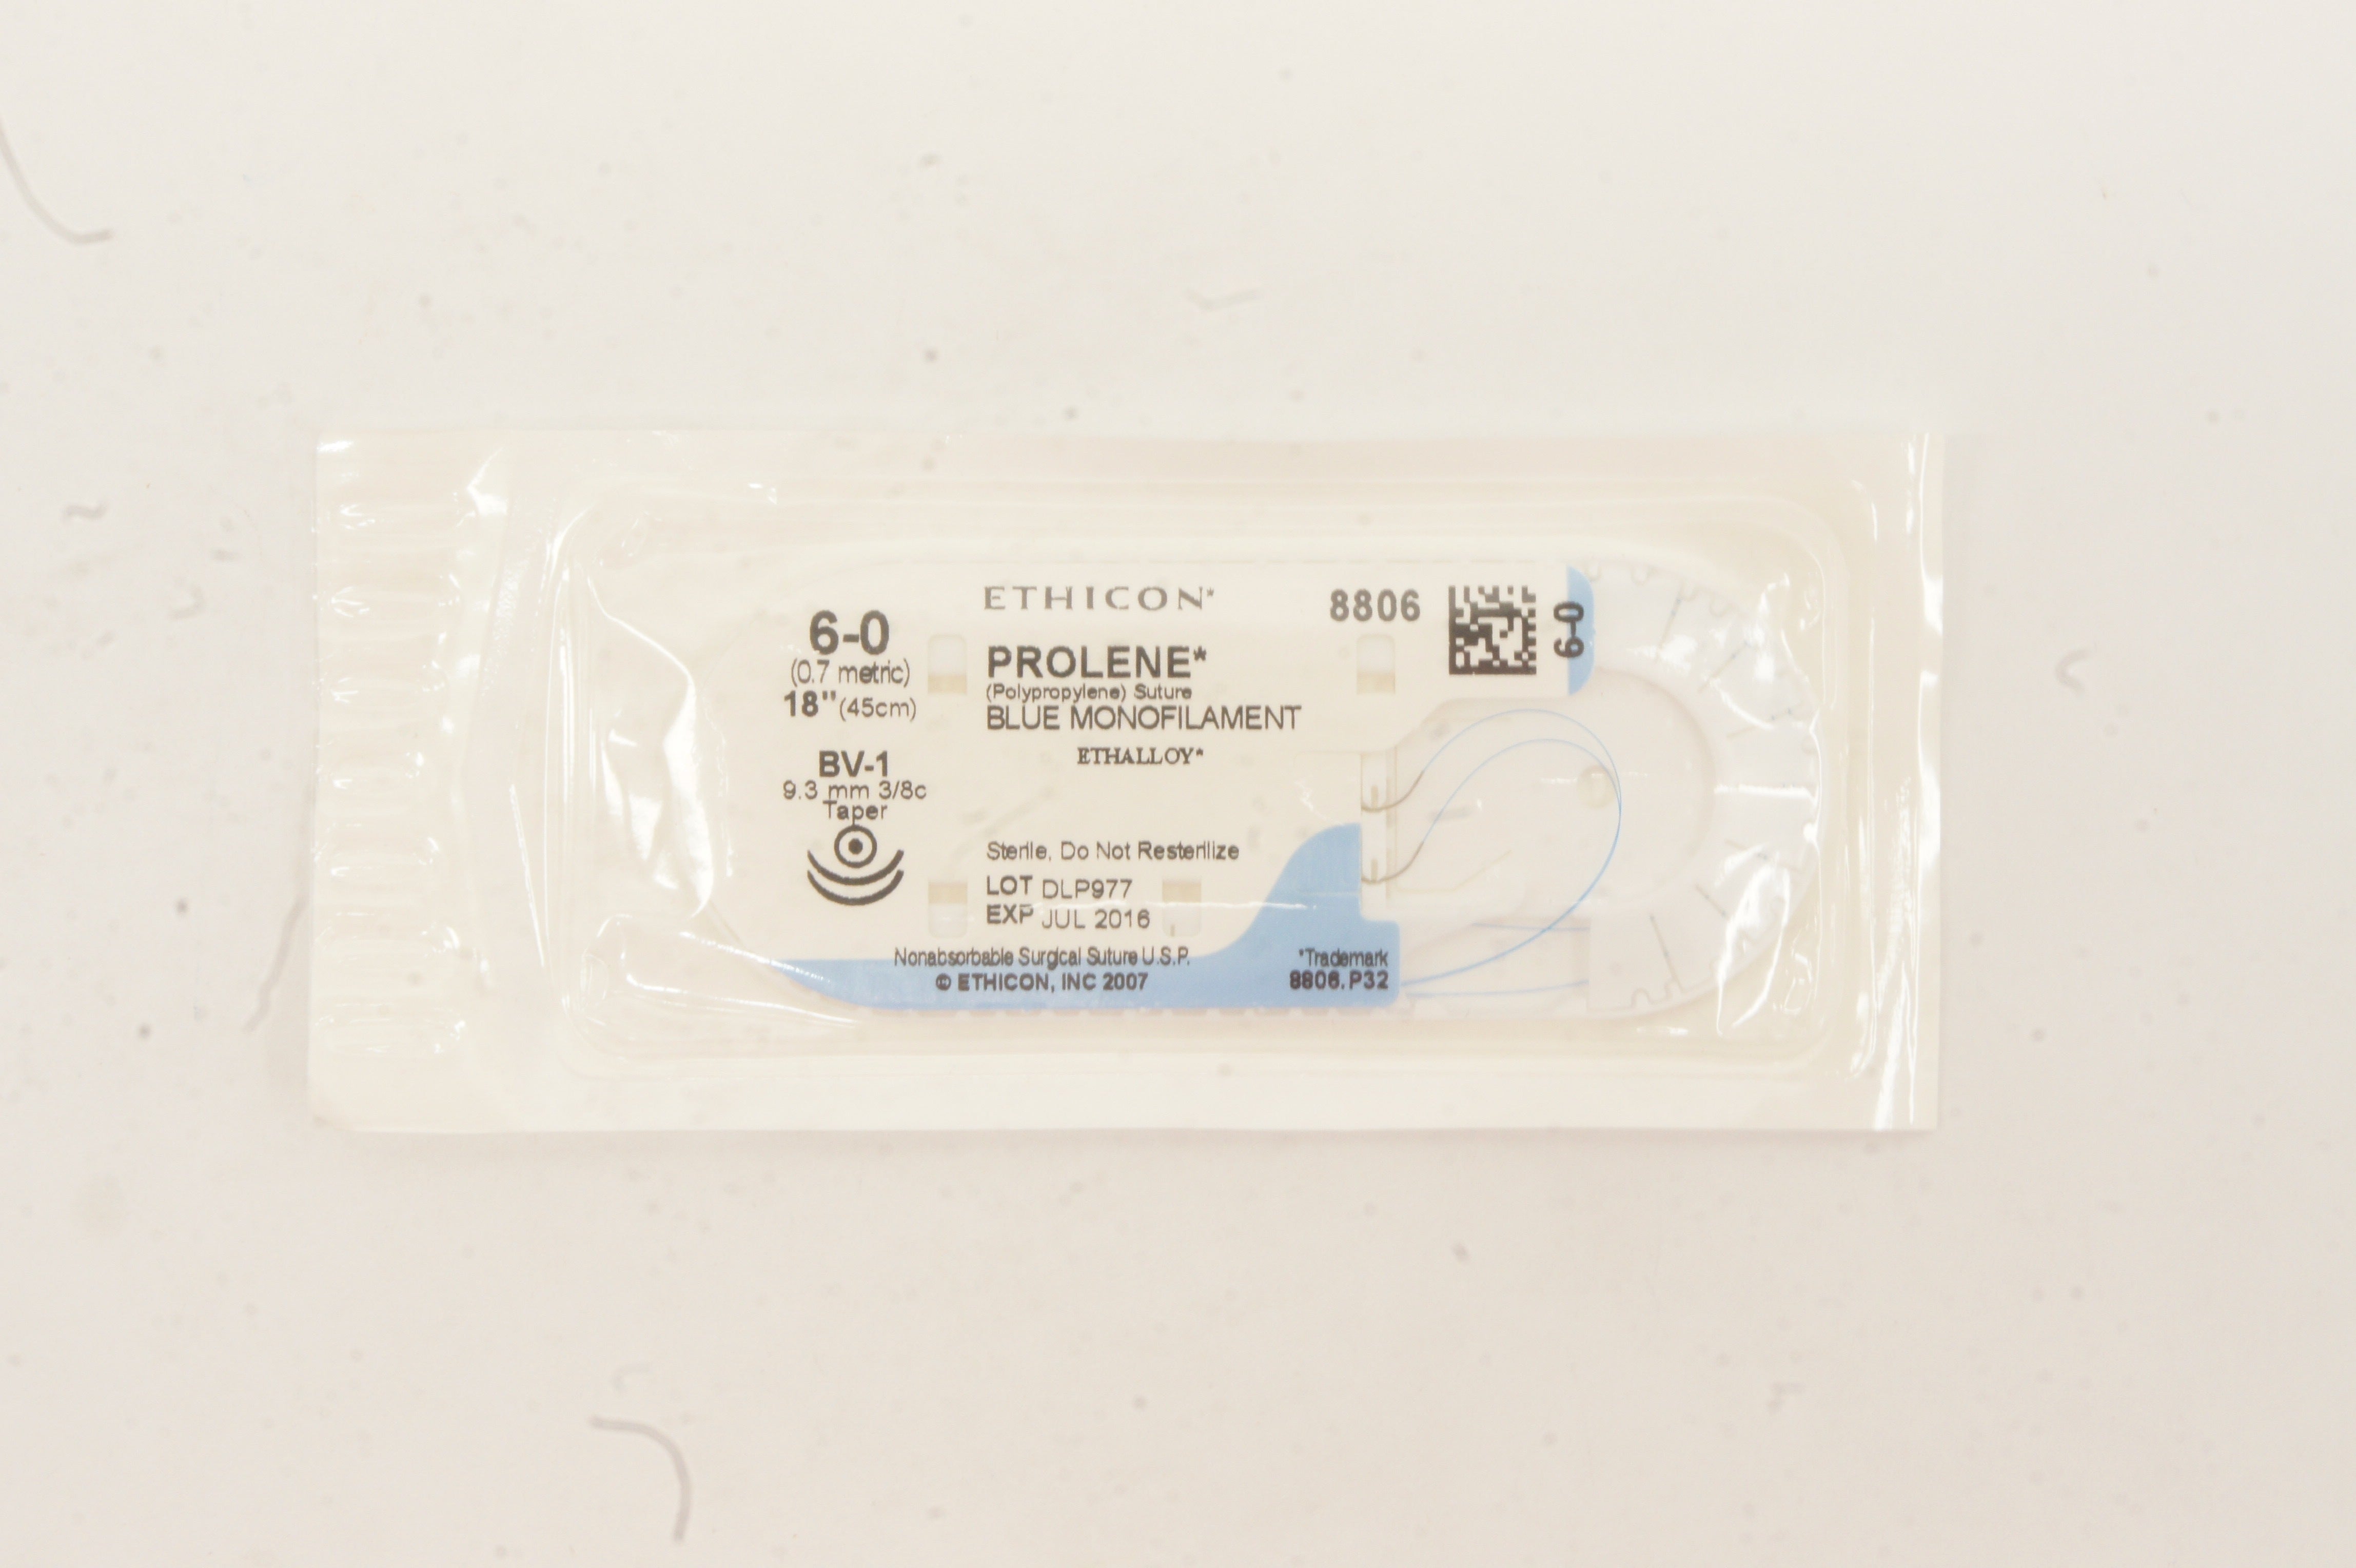 6-0
(0.7 metric)
18" (45cm)
BV-1
9.3 mm 3/8c
Taper
ETHICON*
8806
6-0
PROLENE*
(Polypropylene) Suture
BLUE MONOFILAMENT
ETHALLOY*
Sterile, Do Not Resterilize
LOT DLP977
EXP JUL 2016
Nonabsorbable Surgical Suture U.S.P.
© ETHICON, INC 2007
*Trademark
8806.P32